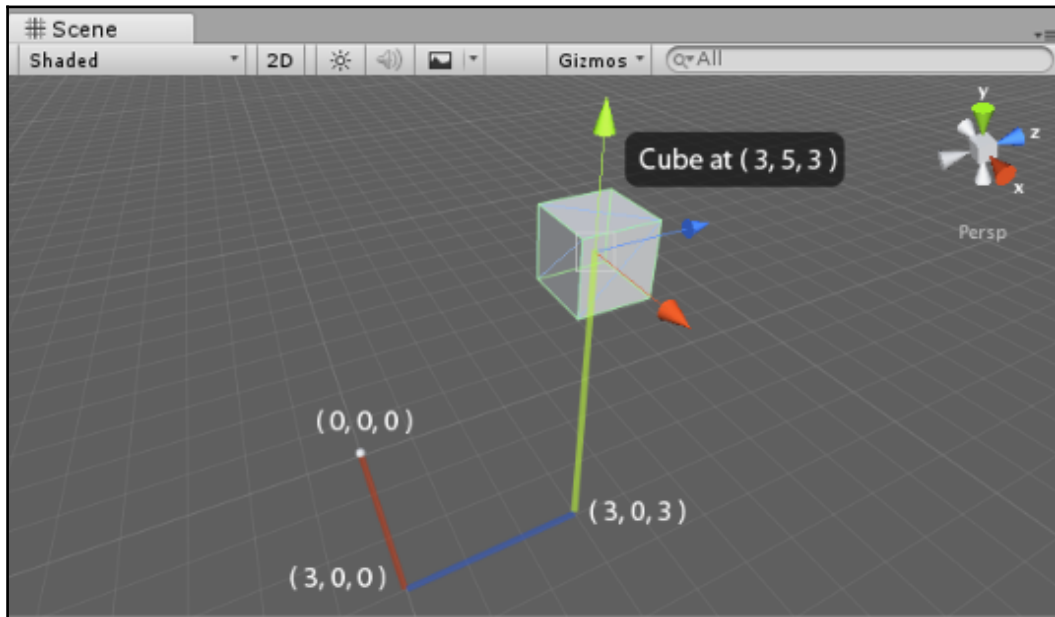 Scene
Shaded
2D
Gizmos
All
y
z
x
Persp
Cube at ( 3, 5, 3 )
( 0, 0, 0 )
( 3, 0, 3 )
( 3, 0, 0 )